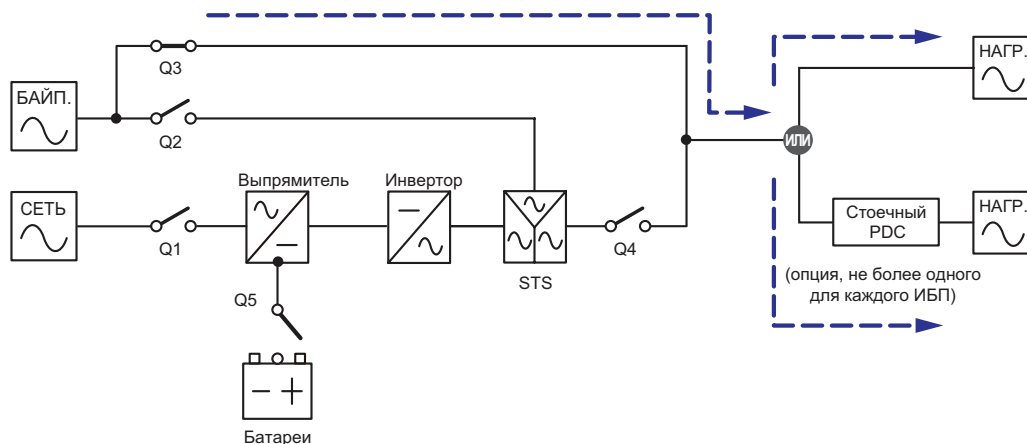 Q3
НАГР.
БАЙП.
Q2
ИЛИ
Выпрямитель
Инвертор
СЕТЬ
Q1
STS
Q4
Стоечный
PDC
НАГР.
(опция, не более одного
для каждого ИБП)
Q5
Батареи